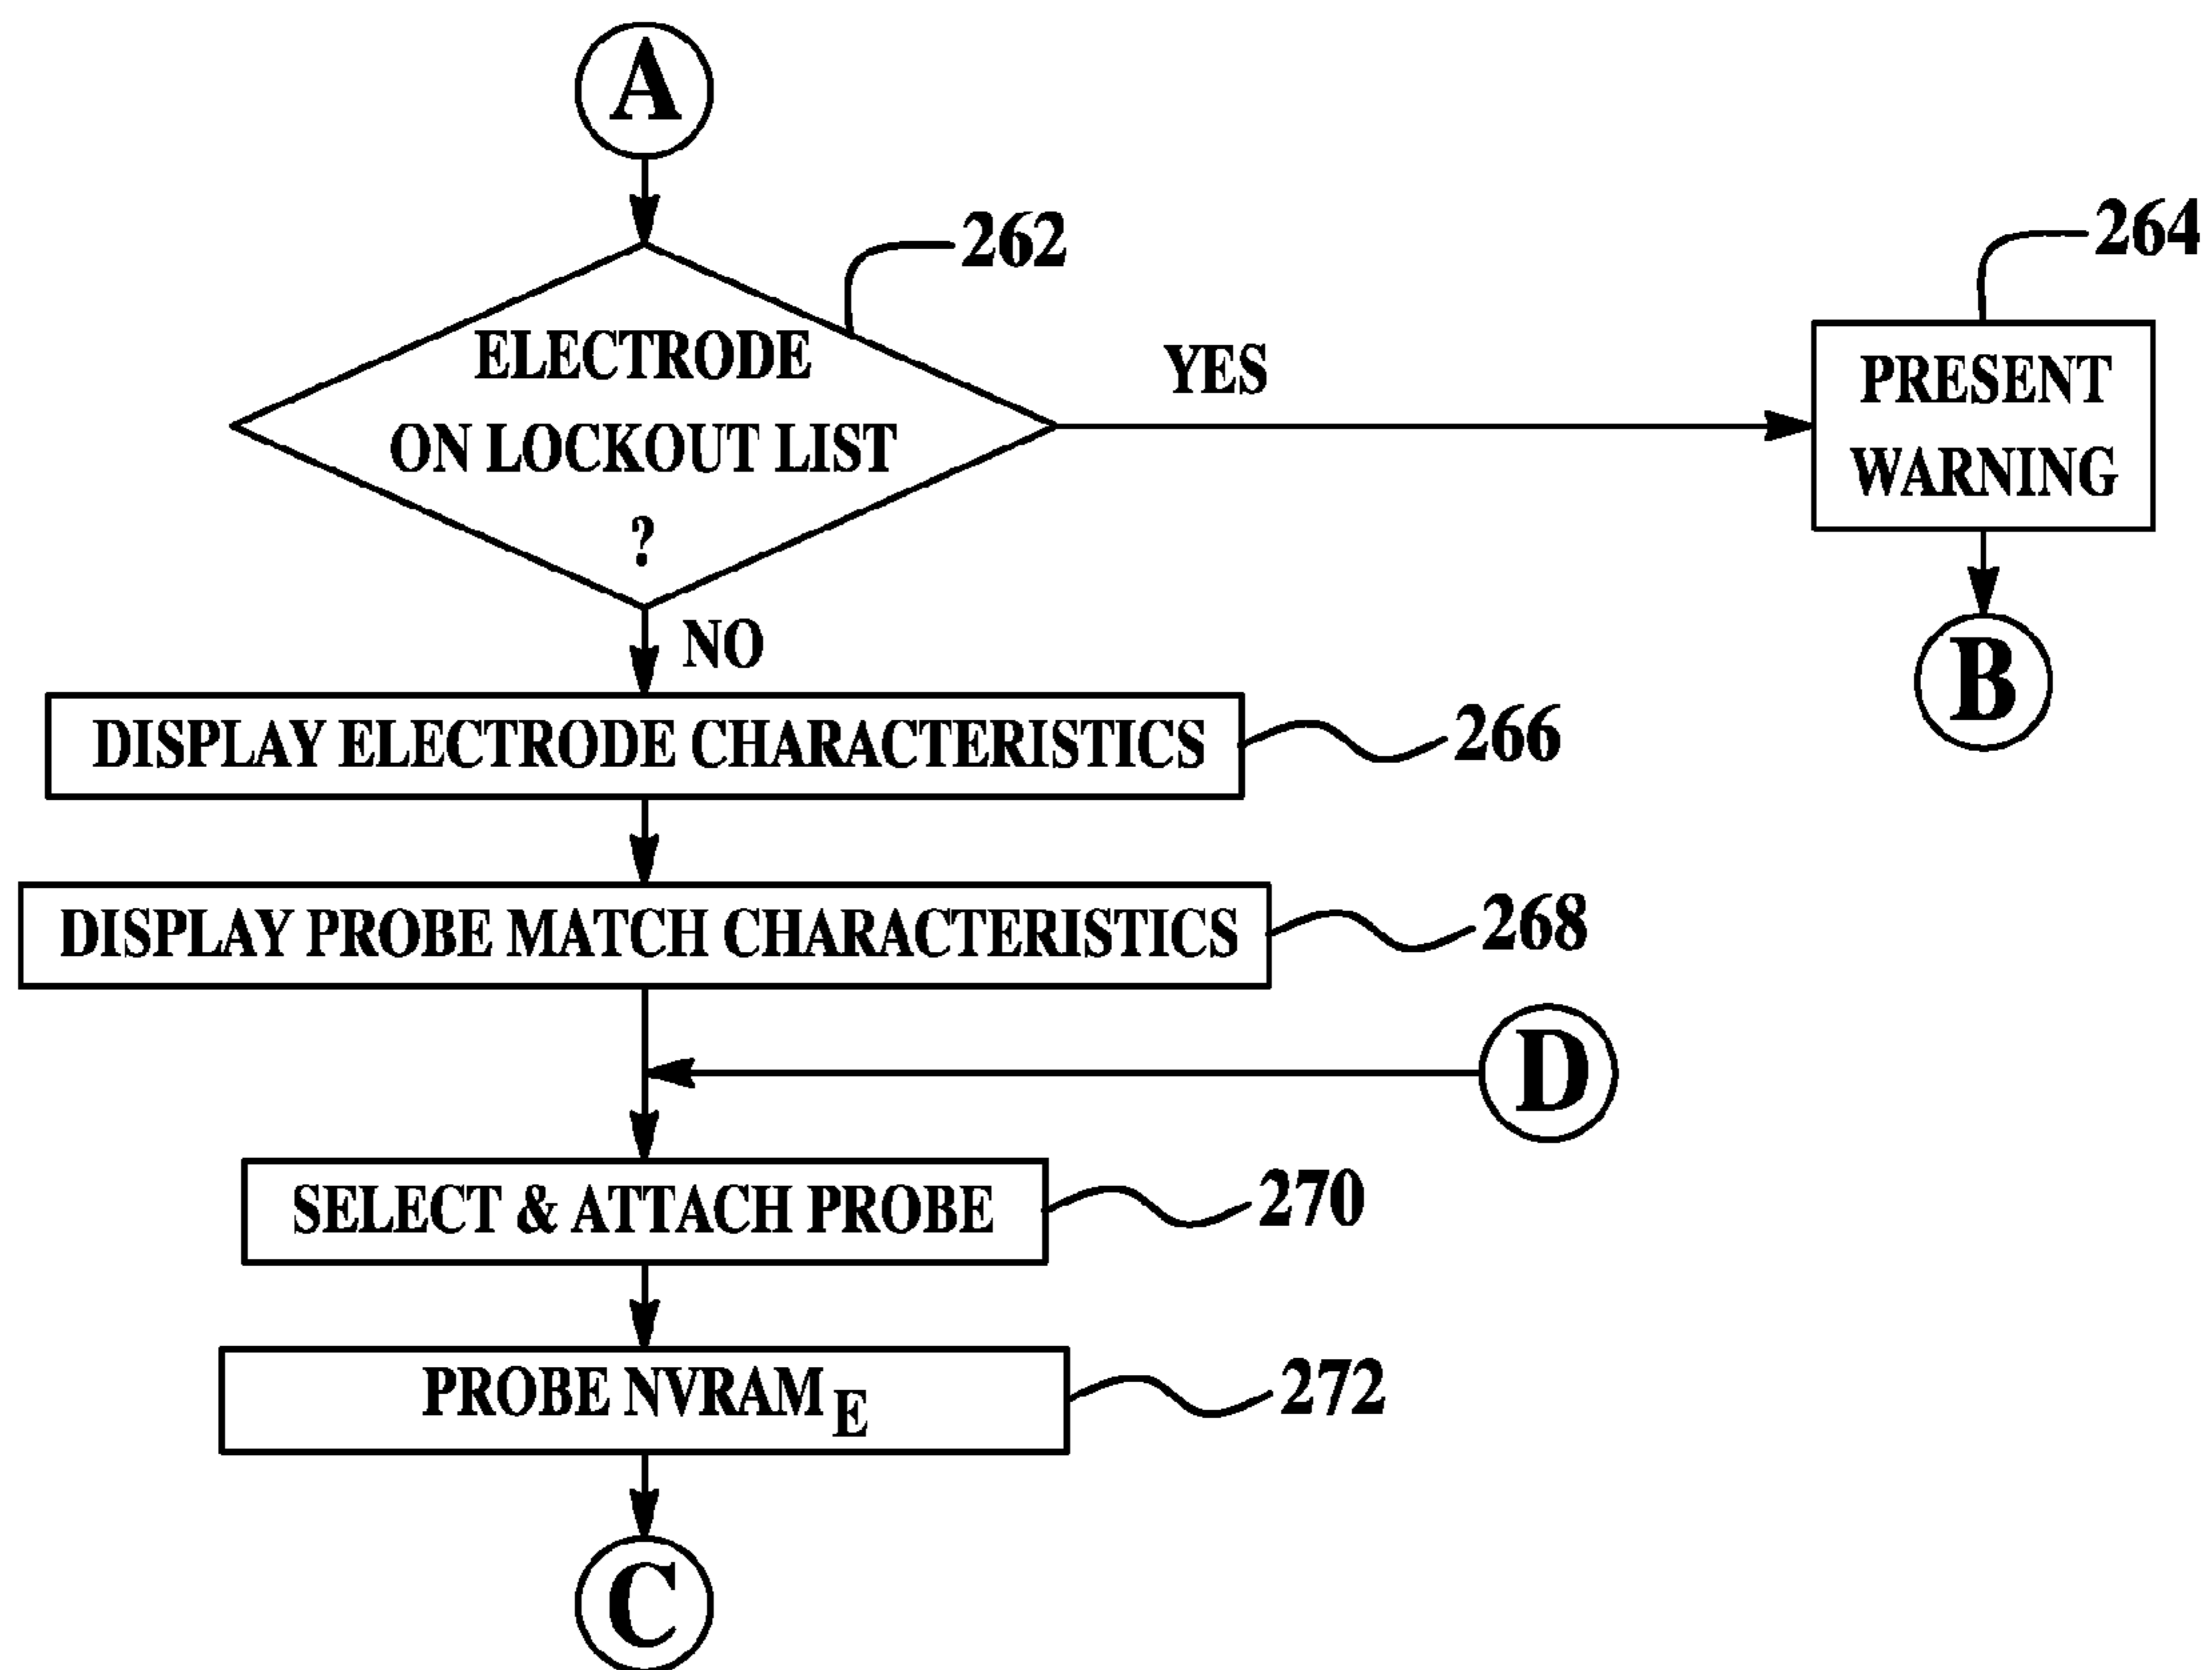 A
262
264
ELECTRODE
ON LOCKOUT LIST
?
YES
PRESENT
WARNING
B
NO
DISPLAY ELECTRODE CHARACTERISTICS
266
DISPLAY PROBE MATCH CHARACTERISTICS
268
D
SELECT & ATTACH PROBE
270
PROBE NVRAM E
272
C